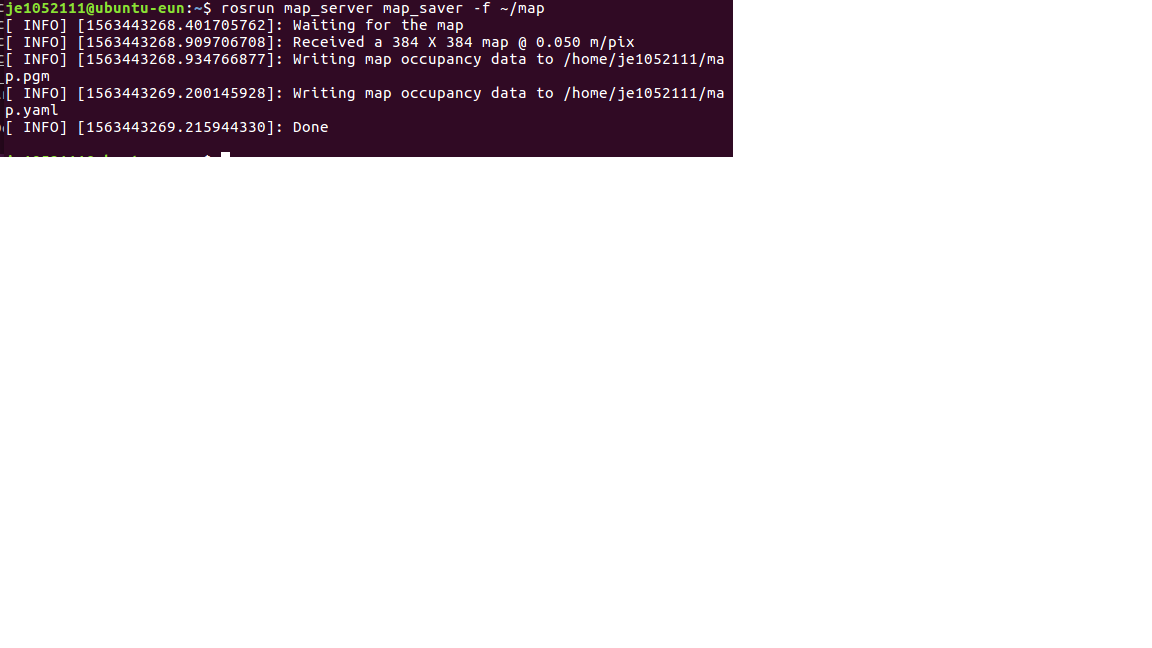 je1052111@ubuntu-eun:~$ rosrun map_server map_saver -f ~/map
[ INFO] [1563443268.401705762]: Waiting for the map
[ INFO] [1563443268.909706708]: Received a 384 X 384 map @ 0.050 m/pix
[ INFO] [1563443268.934766877]: Writing map occupancy data to /home/je1052111/ma
p.pgm
[ INFO] [1563443269.200145928]: Writing map occupancy data to /home/je1052111/ma
p.yaml
[ INFO] [1563443269.215944330]: Done